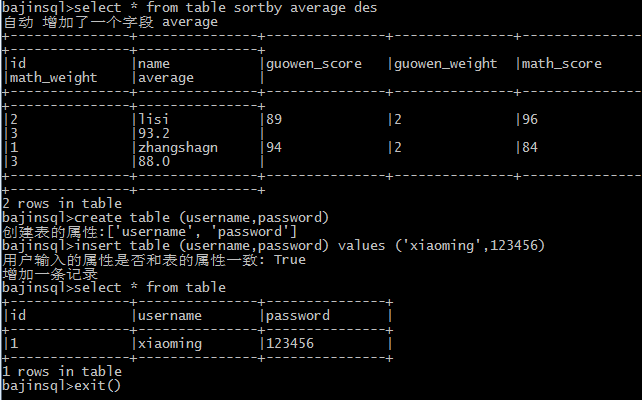 bajinsql>select * from table sortby average des
自动 增加了一个字段 average
+---------------+---------------+---------------+---------------+---------------
+---------------+---------------+
|id             |name           |guowen_score   |guowen_weight  |math_score
|math_weight    |average        |
+---------------+---------------+---------------+---------------+---------------
+---------------+---------------+
|2              |lisi           |89             |2              |96
|3              |93.2           |
|1              |zhangshagn     |94             |2              |84
|3              |88.0           |
+---------------+---------------+---------------+---------------+---------------
+---------------+---------------+
2 rows in table
bajinsql>create table (username,password)
创建表的属性:['username', 'password']
bajinsql>insert table (username,password) values ('xiaoming',123456)
用户输入的属性是否和表的属性一致: True
增加一条记录
bajinsql>select * from table
+---------------+---------------+---------------+
|id             |username       |password       |
+---------------+---------------+---------------+
|1              |xiaoming       |123456         |
+---------------+---------------+---------------+
1 rows in table
bajinsql>exit()